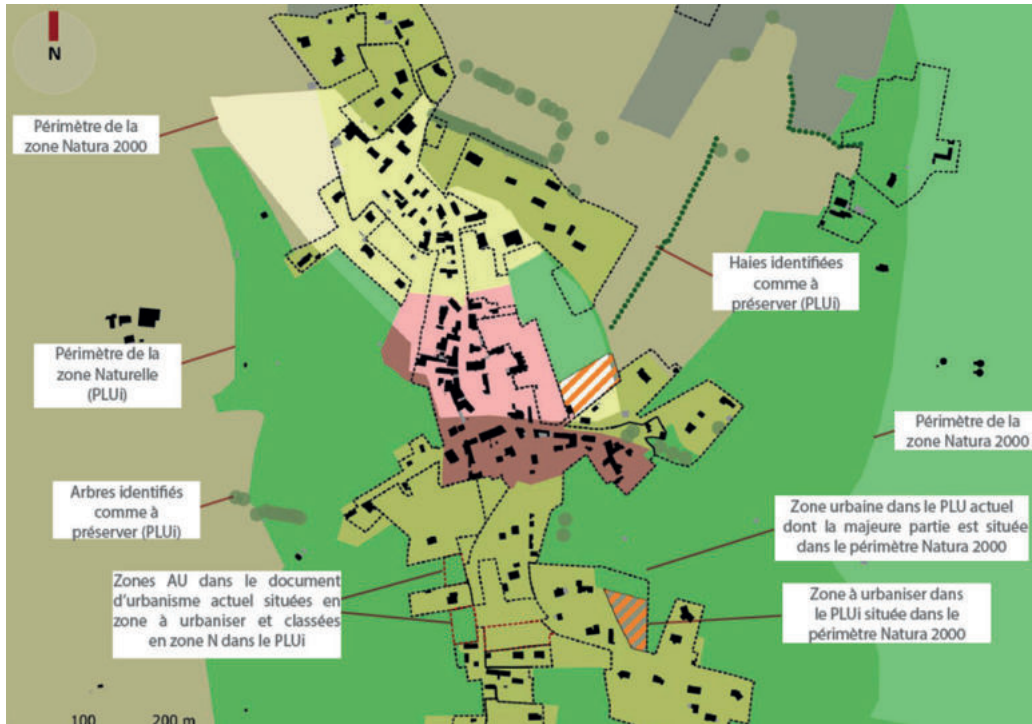 N
Périmètre de la
zone Natura 2000
Haies identifiées
comme à
préserver (PLUi)
Périmètre de la
zone Naturelle
(PLUi)
Périmètre de la
zone Natura 2000
Arbres identifiés
comme à
préserver (PLUi)
Zone urbaine dans le PLU actuel
dont la majeure partie est située
dans le périmètre Natura 2000
Zones AU dans le document
d'urbanisme actuel situées en
zone à urbaniser et classées
en zone N dans le PLUi
Zone à urbaniser dans
le PLUi située dans le
périmètre Natura 2000
100 200 m